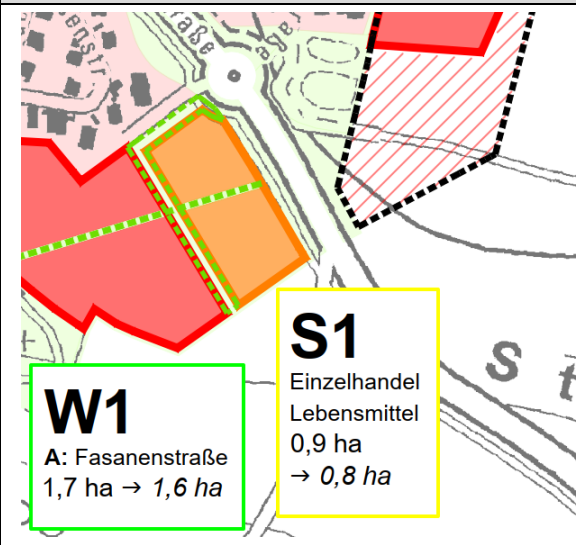 S1
Einzelhandel
Lebensmittel
0,9 ha
→ 0,8 ha
W1
A: Fasanenstraße
1,7 ha → 1,6 ha
S t